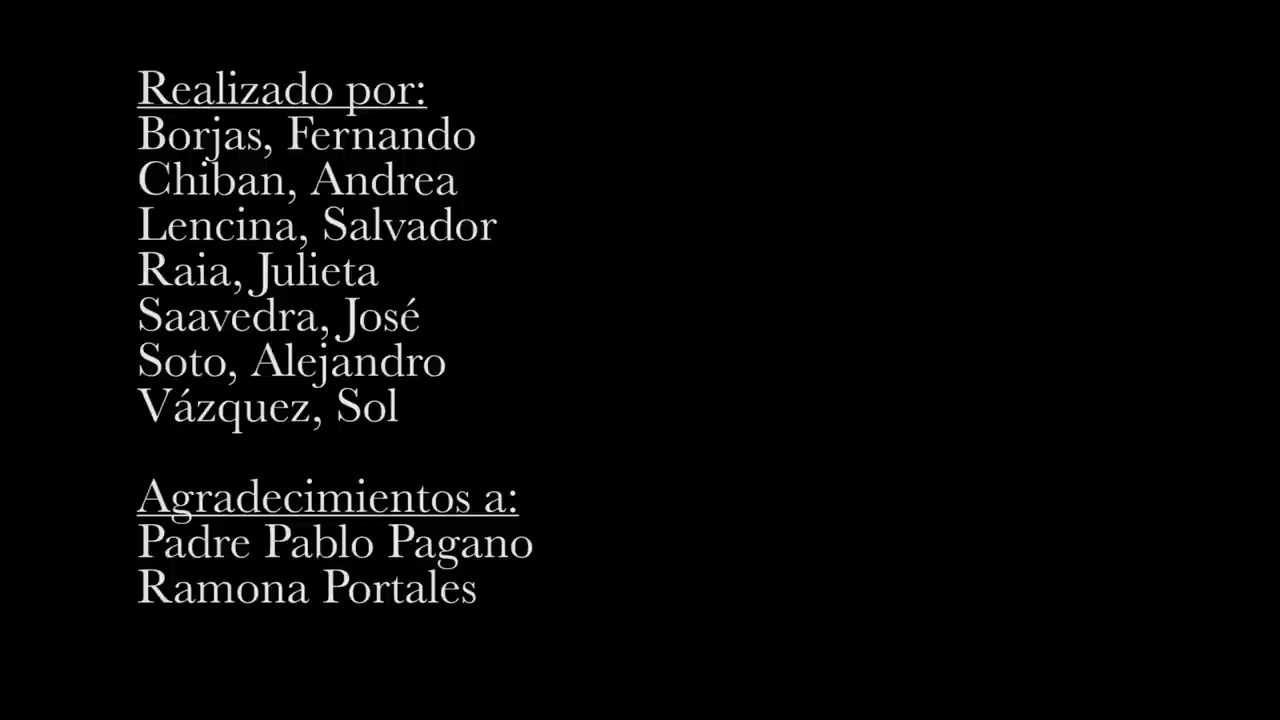 Realizado por:
Borjas, Fernando
Chiban, Andrea
Lencina, Salvador
Raia, Julieta
Saavedra, José
Soto, Alejandro
Vázquez, Sol
Agradecimientos a:
Padre Pablo Pagano
Ramona Portales